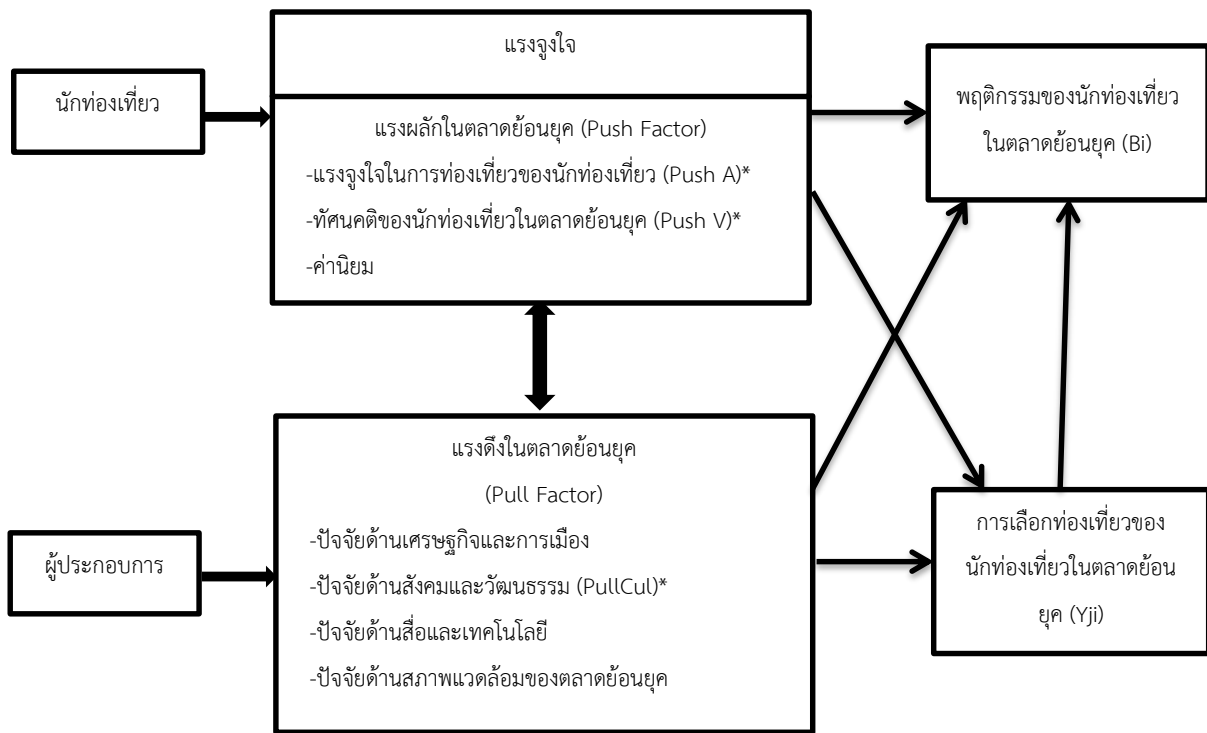 แรงจูงใจ
นักท่องเที่ยว
แรงผลักในตลาดย้อนยุค (Push Factor)
-แรงจูงใจในการท่องเที่ยวของนักท่องเที่ยว (Push A)*
-ทัศนคติของนักท่องเที่ยวในตลาดย้อนยุค (Push V)*
-ค่านิยม
พฤติกรรมของนักท่องเที่ยว
ในตลาดย้อนยุค (Bi)
แรงดึงในตลาดย้อนยุค
(Pull Factor)
-ปัจจัยด้านเศรษฐกิจและการเมือง
-ปัจจัยด้านสังคมและวัฒนธรรม (PullCul)*
-ปัจจัยด้านสื่อและเทคโนโลยี
-ปัจจัยด้านสภาพแวดล้อมของตลาดย้อนยุค
ผู้ประกอบการ
การเลือกท่องเที่ยวของ
นักท่องเที่ยวในตลาดย้อน
ยุค (Yji)